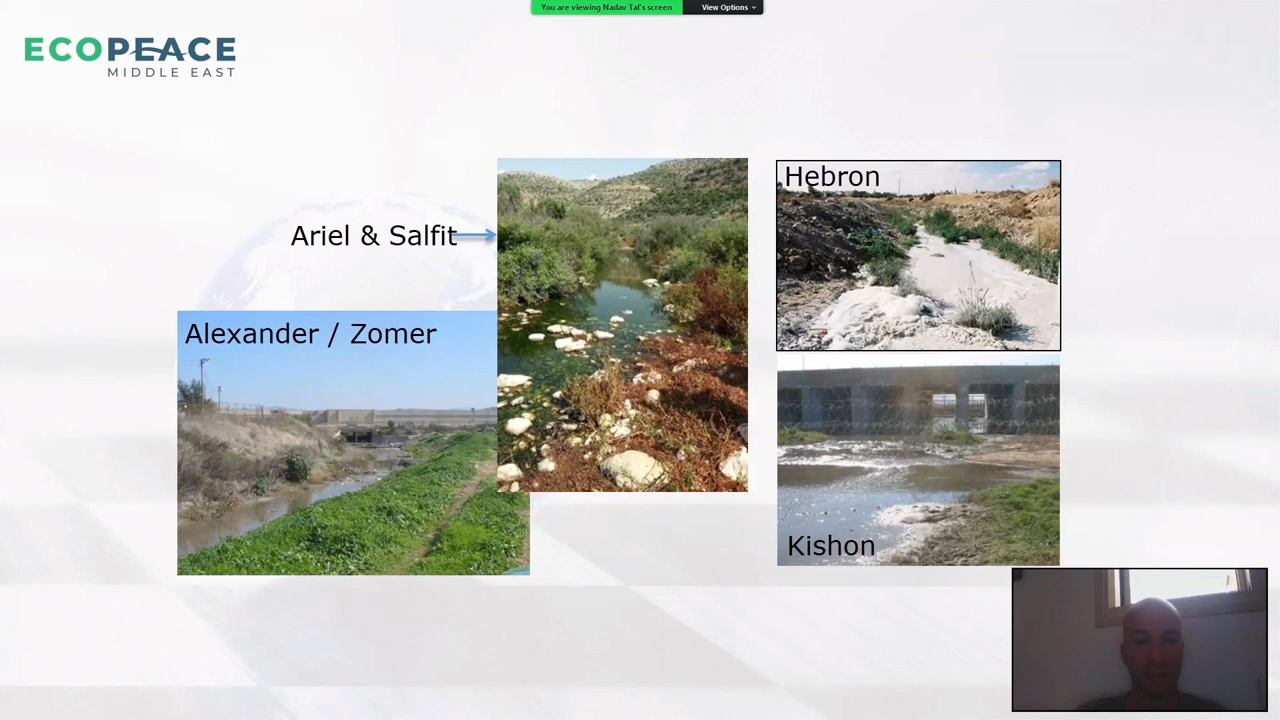 You are viewing Nadav Tal's screen
View Options
ECOPEACE
MIDDLE EAST
Hebron
Ariel & Salfit
Alexander / Zomer
Kishon